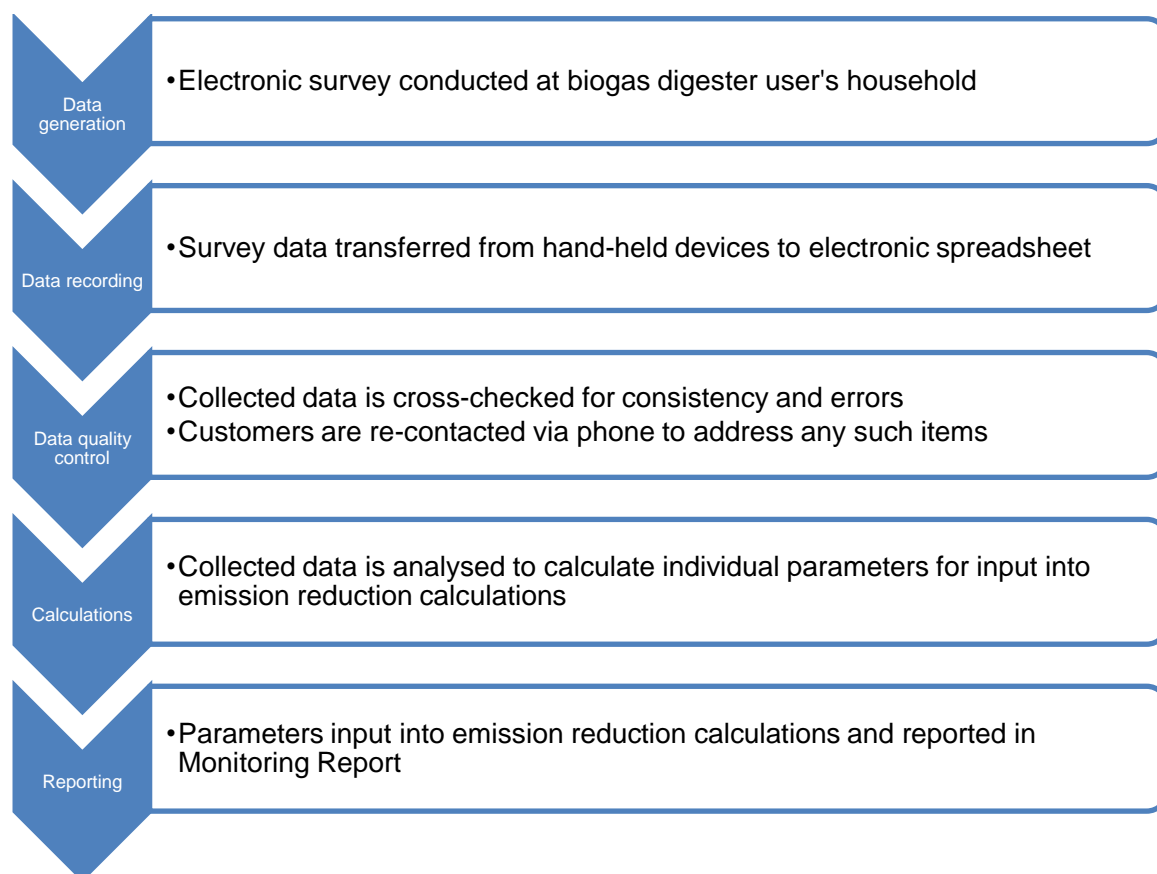 Data
generation
•Electronic survey conducted at biogas digester user's household
Data recording
•Survey data transferred from hand-held devices to electronic spreadsheet
Data quality
control
•Collected data is cross-checked for consistency and errors
•Customers are re-contacted via phone to address any such items
Calculations
•Collected data is analysed to calculate individual parameters for input into
emission reduction calculations
Reporting
•Parameters input into emission reduction calculations and reported in
Monitoring Report